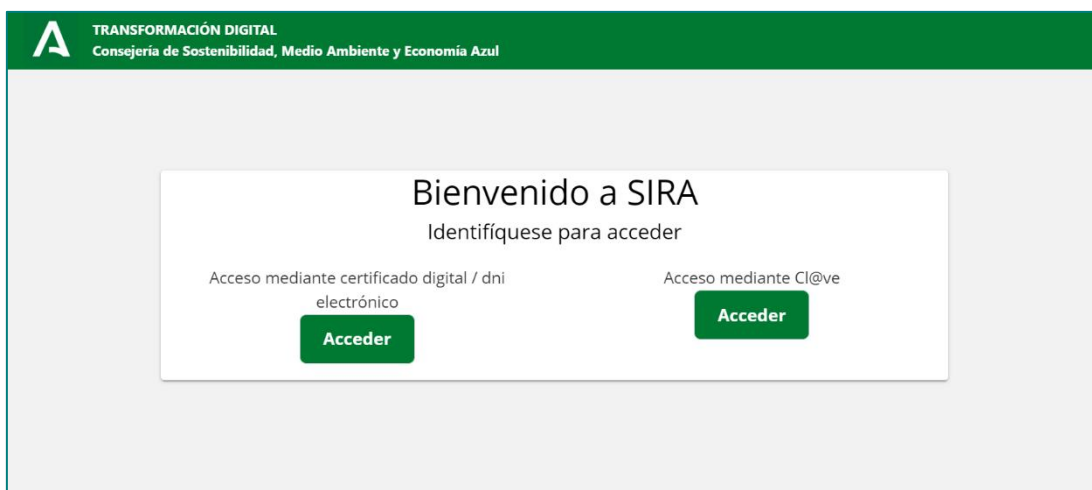 TRANSFORMACIÓN DIGITAL
Consejería de Sostenibilidad, Medio Ambiente y Economía Azul
Bienvenido a SIRA
Identifíquese para acceder
Acceso mediante certificado digital / dni
electrónico
Acceder
Acceso mediante Cl@ve
Acceder